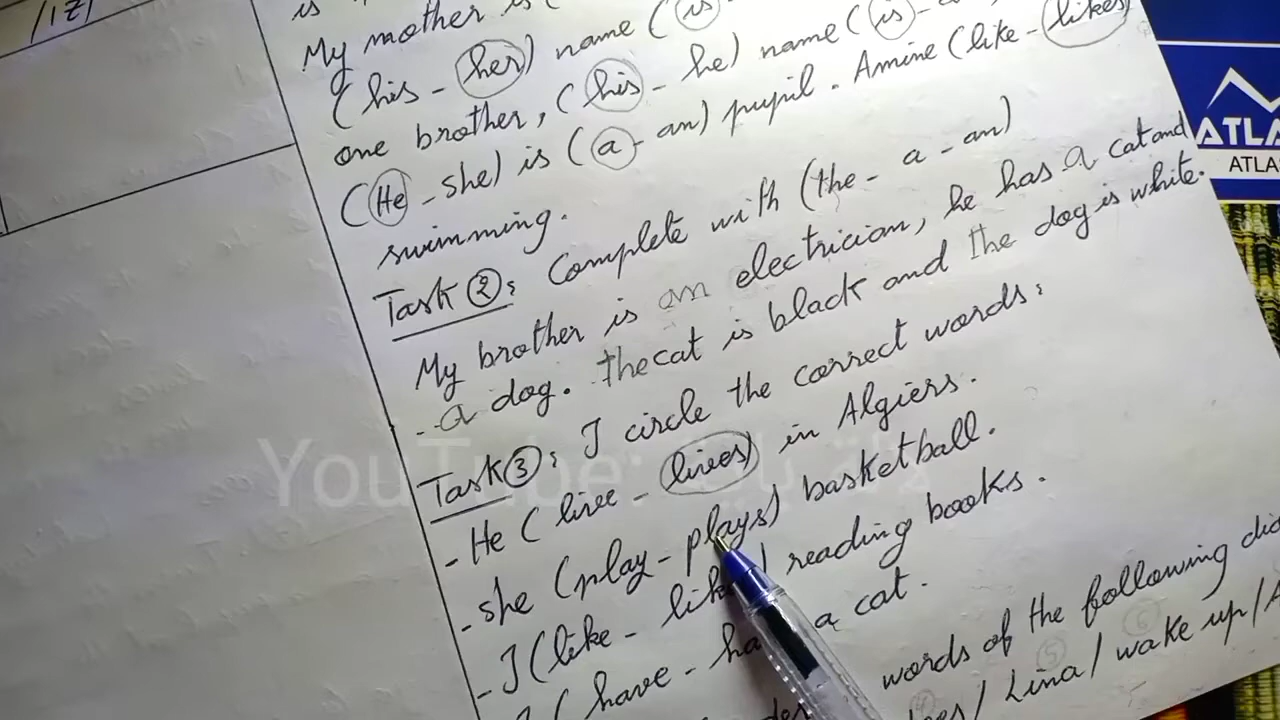 My mother is (
(his - her) name (is -
one brother, (his - he) name (is -
(He - she) is (a - an) pupil. Amine (like - likes)
swimming.
Task ②: Complete with (the - a - an)
My brother is an electrician, he has a cat and
a dog. The cat is black and the dog is white.
Task ③: I circle the correct words:
- He (live - lives) in Algiers.
- she (play - plays) basketball.
- I (like - like) reading books.
(have - ha a cat.
words of the following
/ Lina / wake up /
ATLA
ATLA
YouTube: